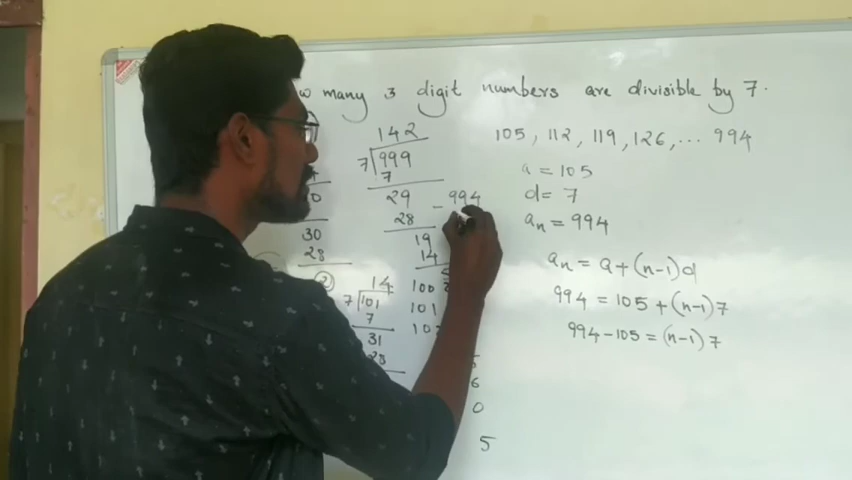 w many 3 digit numbers are divisible by 7.
142
7 999
7
29
28
19
14
105, 112, 119, 126, ... 994
a = 105
d = 7
aₙ = 994
aₙ = a + (n-1)d
994 = 105 + (n-1) 7
994 - 105 = (n-1) 7
- 994
30
28
2
14
7 101
7
31
28
100
101
6
0
5